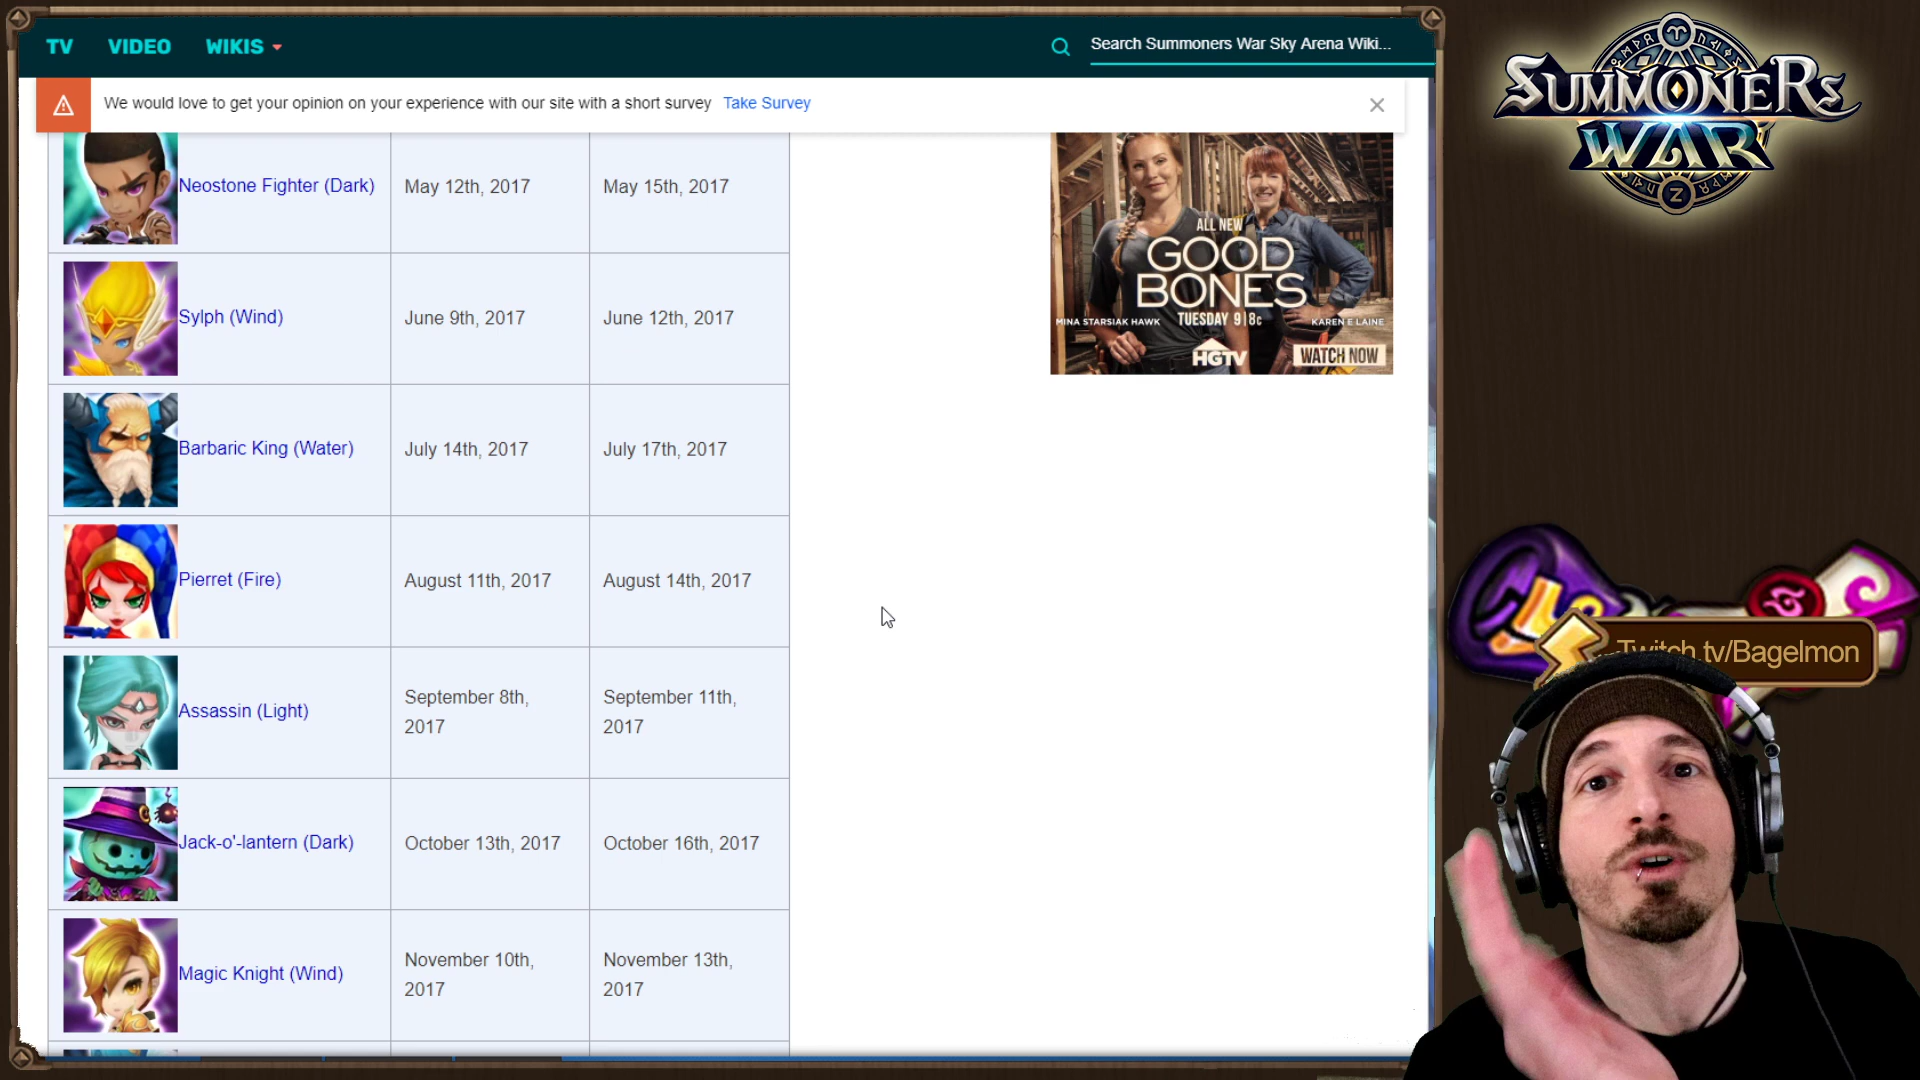 TV VIDEO WIKIS
Search Summoners War Sky Arena Wiki...
SUMMONERS
WAR
We would love to get your opinion on your experience with our site with a short survey Take Survey
Neostone Fighter (Dark) May 12th, 2017 May 15th, 2017
Sylph (Wind) June 9th, 2017 June 12th, 2017
Barbaric King (Water) July 14th, 2017 July 17th, 2017
Pierret (Fire) August 11th, 2017 August 14th, 2017
Assassin (Light) September 8th, 2017 September 11th, 2017
Jack-o'-lantern (Dark) October 13th, 2017 October 16th, 2017
Magic Knight (Wind) November 10th, 2017 November 13th, 2017
ALL NEW
GOOD
BONES
MINA STARSIAK HAWK TUESDAY 9|8c KAREN E LAINE
HGTV WATCH NOW
Twitch.tv/Bagelmon